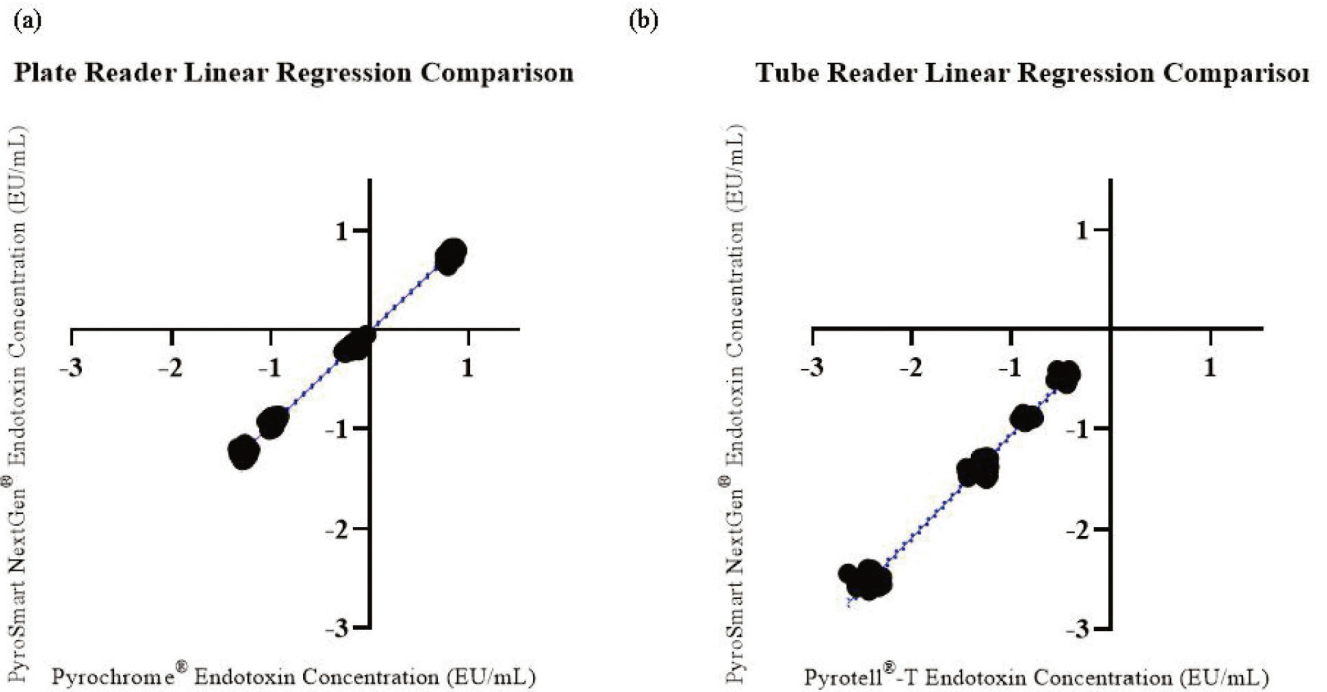 (a)
Plate Reader Linear Regression Comparison
PyroSmart NextGen® Endotoxin Concentration (EU/mL)
1
-3 -2 -1 1
-1
-2
-3
Pyrochrome® Endotoxin Concentration (EU/mL)
(b)
Tube Reader Linear Regression Comparison
PyroSmart NextGen® Endotoxin Concentration (EU/mL)
1
-3 -2 -1 1
-1
-2
-3
Pyrotell®-T Endotoxin Concentration (EU/mL)